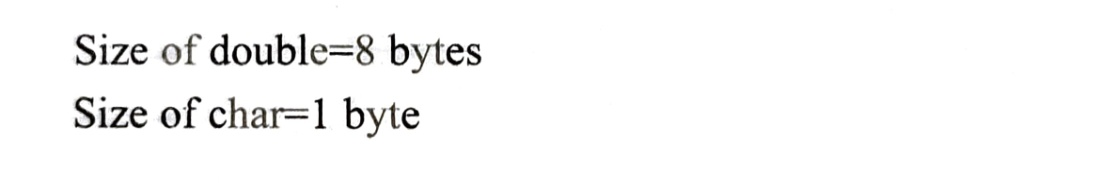 Size of double=8 bytes
Size of char=1 byte